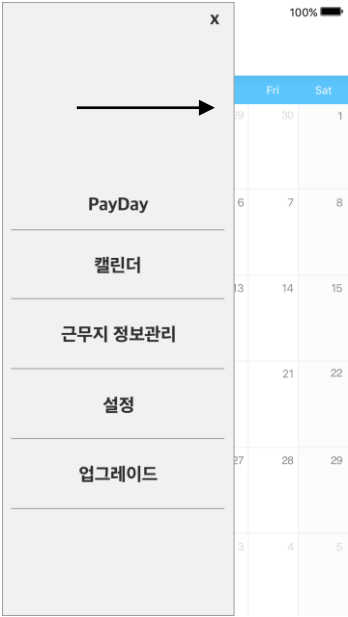 x
100%
PayDay
캘린더
근무지 정보관리
설정
업그레이드
Fri Sat
29 30 1
6 7 8
13 14 15
21 22
27 28 29
3 4 5